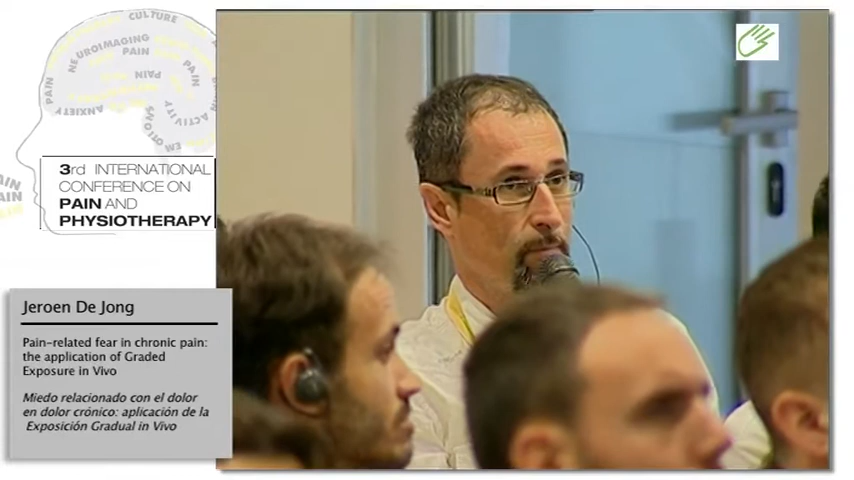 CULTURE
NEUROIMAGING
PAIN
PAIN
PAIN
PAIN
ANXIETY
ACTIVITY
PAIN
3rd INTERNATIONAL
CONFERENCE ON
PAIN AND
PHYSIOTHERAPY
Jeroen De Jong
Pain-related fear in chronic pain:
the application of Graded
Exposure in Vivo
Miedo relacionado con el dolor
en dolor crónico: aplicación de la
Exposición Gradual in Vivo